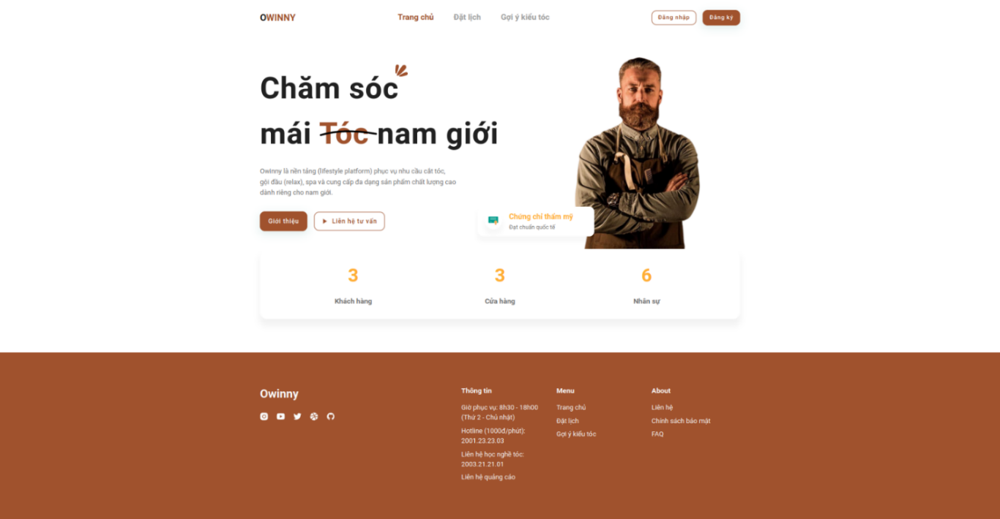 OWINNY
Trang chủ
Đặt lịch
Gợi ý kiểu tóc
Đăng nhập
Đăng ký
Chăm sóc
mái Tóc nam giới
Owinny là nền tảng (lifestyle platform) phục vụ nhu cầu cắt tóc,
gội đầu (relax), spa và cung cấp đa dạng sản phẩm chất lượng cao
dành riêng cho nam giới.
Giới thiệu
Liên hệ tư vấn
Chứng chỉ thẩm mỹ
Đạt chuẩn quốc tế
3
Khách hàng
3
Cửa hàng
6
Nhân sự
Owinny
Thông tin
Giờ phục vụ: 8h30 - 18h00
(Thứ 2 - Chủ nhật)
Hotline (1000đ/phút):
2001.23.23.03
Liên hệ học nghề tóc:
2003.21.21.01
Liên hệ quảng cáo
Menu
Trang chủ
Đặt lịch
Gợi ý kiểu tóc
About
Liên hệ
Chính sách bảo mật
FAQ